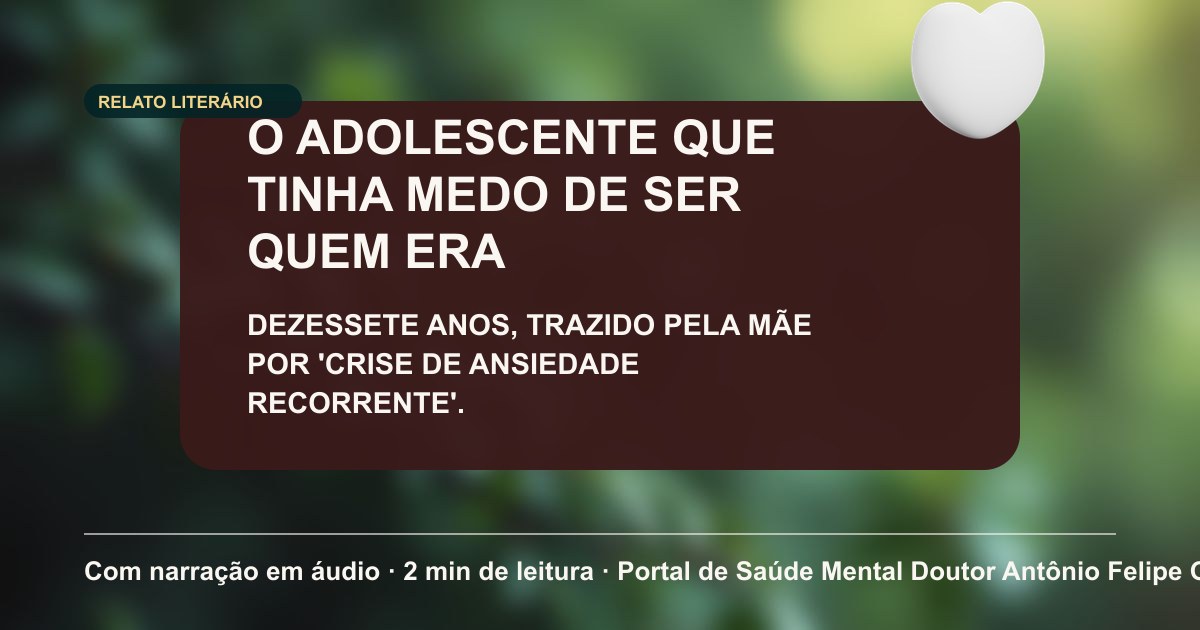 RELATO LITERÁRIO
O ADOLESCENTE QUE
TINHA MEDO DE SER
QUEM ERA
DEZESSETE ANOS, TRAZIDO PELA MÃE
POR 'CRISE DE ANSIEDADE
RECORRENTE'.
Com narração em áudio · 2 min de leitura · Portal de Saúde Mental Doutor Antônio Felipe